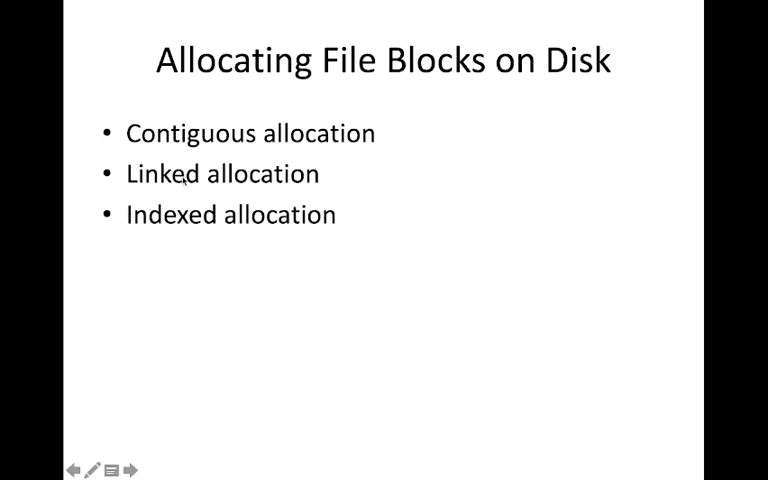 Allocating File Blocks on Disk
• Contiguous allocation
• Linked allocation
• Indexed allocation